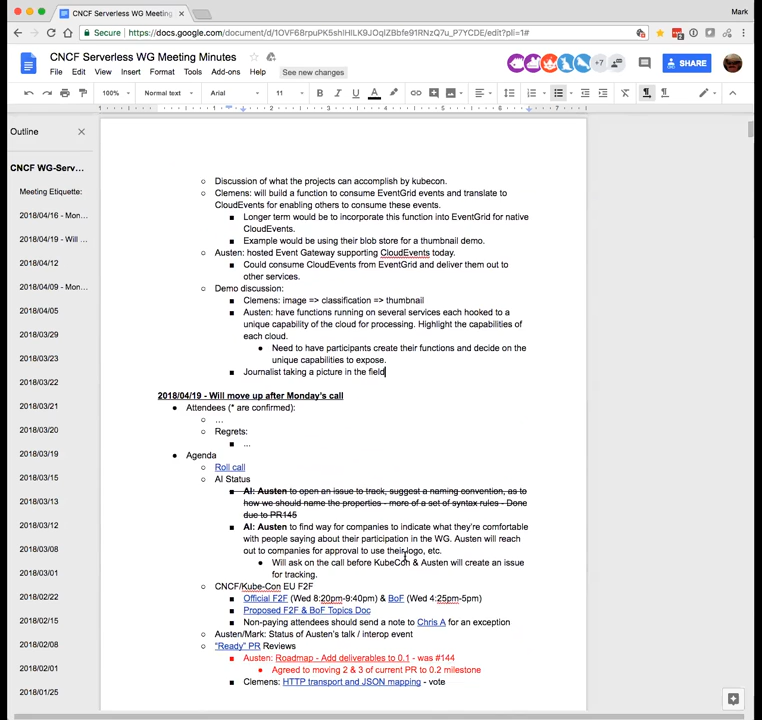 CNCF Serverless WG Meeting
Mark
Secure
https://docs.google.com/document/d/
CNCF Serverless WG Meeting Minutes
File Edit View Insert Format Tools Add-ons Help See new changes
+7
SHARE
100% Normal text Arial 11
Outline
CNCF WG-Serv...
Meeting Etiquette:
2018/04/16 - Mon...
2018/04/19 - Will ...
2018/04/12
2018/04/09 - Mon...
2018/04/05
2018/03/29
2018/03/23
2018/03/22
2018/03/21
2018/03/20
2018/03/19
2018/03/15
2018/03/13
2018/03/12
2018/03/08
2018/03/01
2018/02/22
2018/02/15
2018/02/08
2018/02/01
2018/01/25
Discussion of what the projects can accomplish by kubecon.
Clemens: will build a function to consume EventGrid events and translate to
CloudEvents for enabling others to consume these events.
Longer term would be to incorporate this function into EventGrid for native
CloudEvents.
Example would be using their blob store for a thumbnail demo.
Austen: hosted Event Gateway supporting CloudEvents today.
Could consume CloudEvents from EventGrid and deliver them out to
other services.
Demo discussion:
Clemens: image => classification => thumbnail
Austen: have functions running on several services each hooked to a
unique capability of the cloud for processing. Highlight the capabilities of
each cloud.
Need to have participants create their functions and decide on the
unique capabilities to expose.
Journalist taking a picture in the field
2018/04/19 - Will move up after Monday's call
Attendees (* are confirmed):
...
Regrets:
...
Agenda
Roll call
AI Status
AI: Austen to open an issue to track, suggest a naming convention, as to
how we should name the properties - more of a set of syntax rules - Done
due to PR145
AI: Austen to find way for companies to indicate what they're comfortable
with people saying about their participation in the WG. Austen will reach
out to companies for approval to use their logo, etc.
Will ask on the call before KubeCon & Austen will create an issue
for tracking.
CNCF/Kube-Con EU F2F
Official F2F (Wed 8:20pm-9:40pm) & BoF (Wed 4:25pm-5pm)
Proposed F2F & BoF Topics Doc
Non-paying attendees should send a note to Chris A for an exception
Austen/Mark: Status of Austen's talk / interop event
"Ready" PR Reviews
Austen: Roadmap - Add deliverables to 0.1 - was #144
Agreed to moving 2 & 3 of current PR to 0.2 milestone
Clemens: HTTP transport and JSON mapping - vote